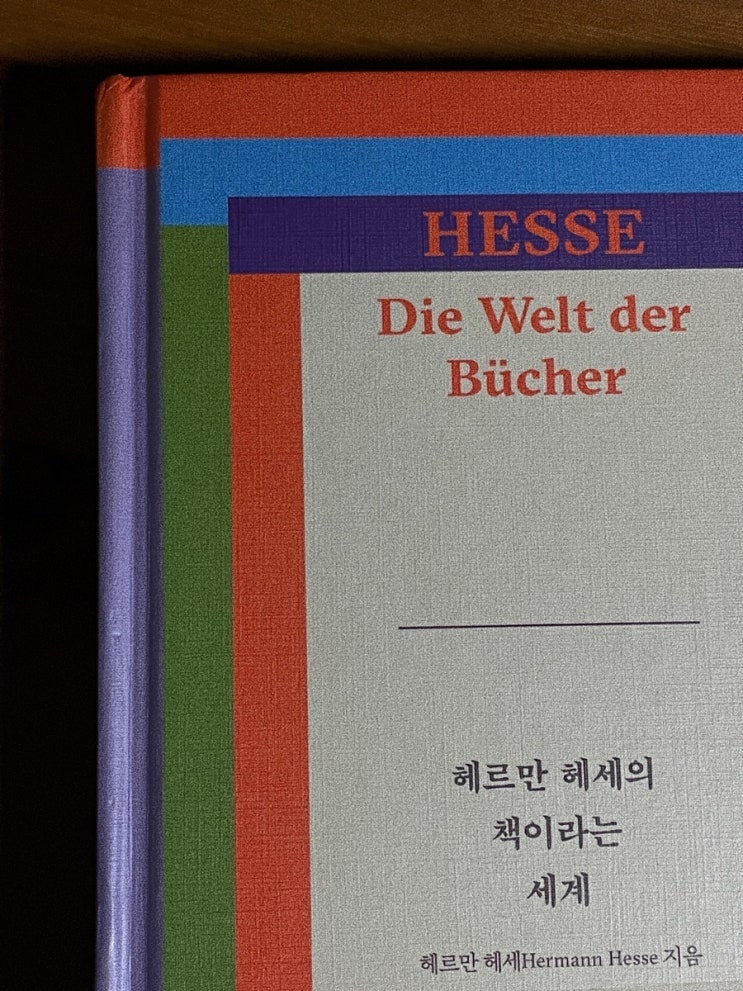 HESSE
Die Welt der
Bücher
헤르만 헤세의
책이라는
세계
헤르만 헤세Hermann Hesse 지음